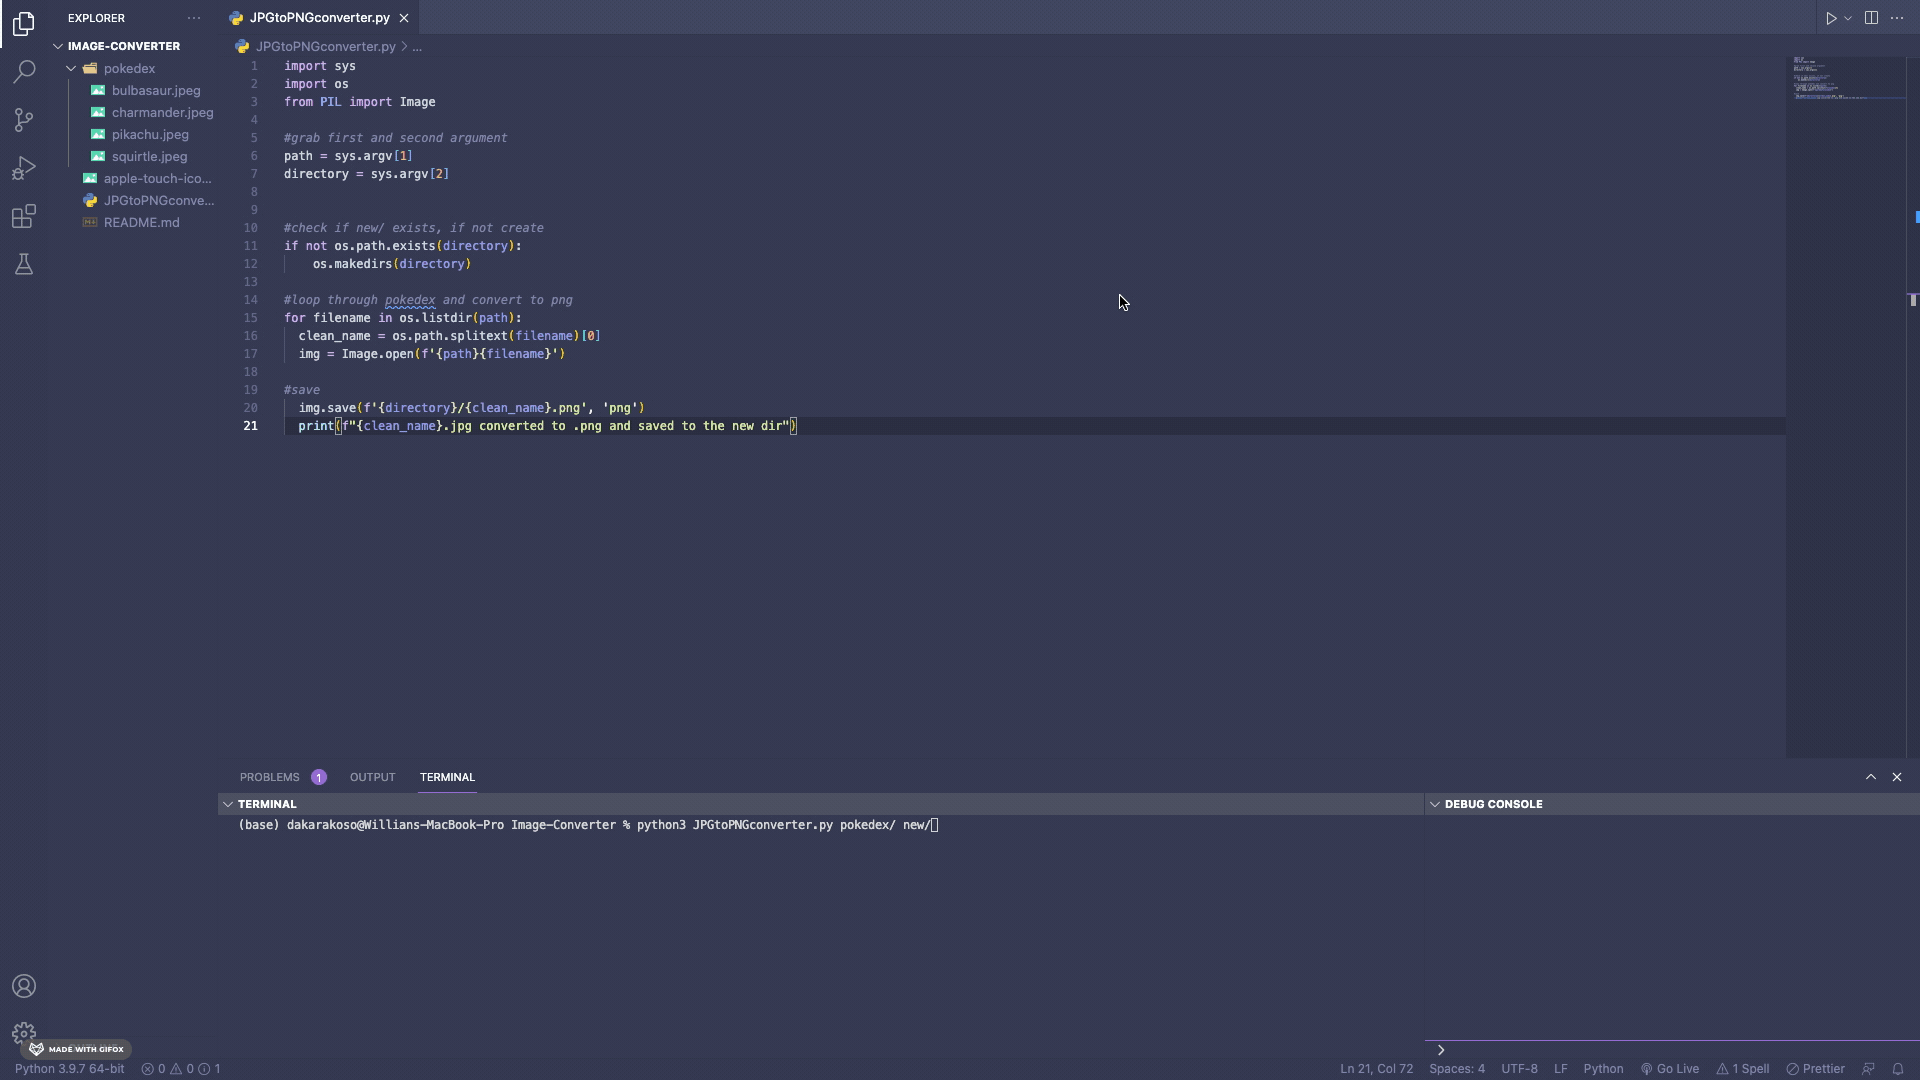 EXPLORER
JPGtoPNGconverter.py
IMAGE-CONVERTER
pokedex
bulbasaur.jpeg
charmander.jpeg
pikachu.jpeg
squirtle.jpeg
apple-touch-ico...
JPGtoPNGconve...
README.md
JPGtoPNGconverter.py > ...
1 import sys
2 import os
3 from PIL import Image
4
5 #grab first and second argument
6 path = sys.argv[1]
7 directory = sys.argv[2]
8
9
10 #check if new/ exists, if not create
11 if not os.path.exists(directory):
12     os.makedirs(directory)
13
14 #loop through pokedex and convert to png
15 for filename in os.listdir(path):
16   clean_name = os.path.splitext(filename)[0]
17   img = Image.open(f'{path}{filename}')
18
19 #save
20   img.save(f'{directory}/{clean_name}.png', 'png')
21   print(f"{clean_name}.jpg converted to .png and saved to the new dir")
PROBLEMS 1 OUTPUT TERMINAL
TERMINAL
(base) dakarakoso@Willians-MacBook-Pro Image-Converter % python3 JPGtoPNGconverter.py pokedex/ new/
DEBUG CONSOLE
MADE WITH GIFOX
Python 3.9.7 64-bit 0 0 1
Ln 21, Col 72 Spaces: 4 UTF-8 LF Python Go Live 1 Spell Prettier